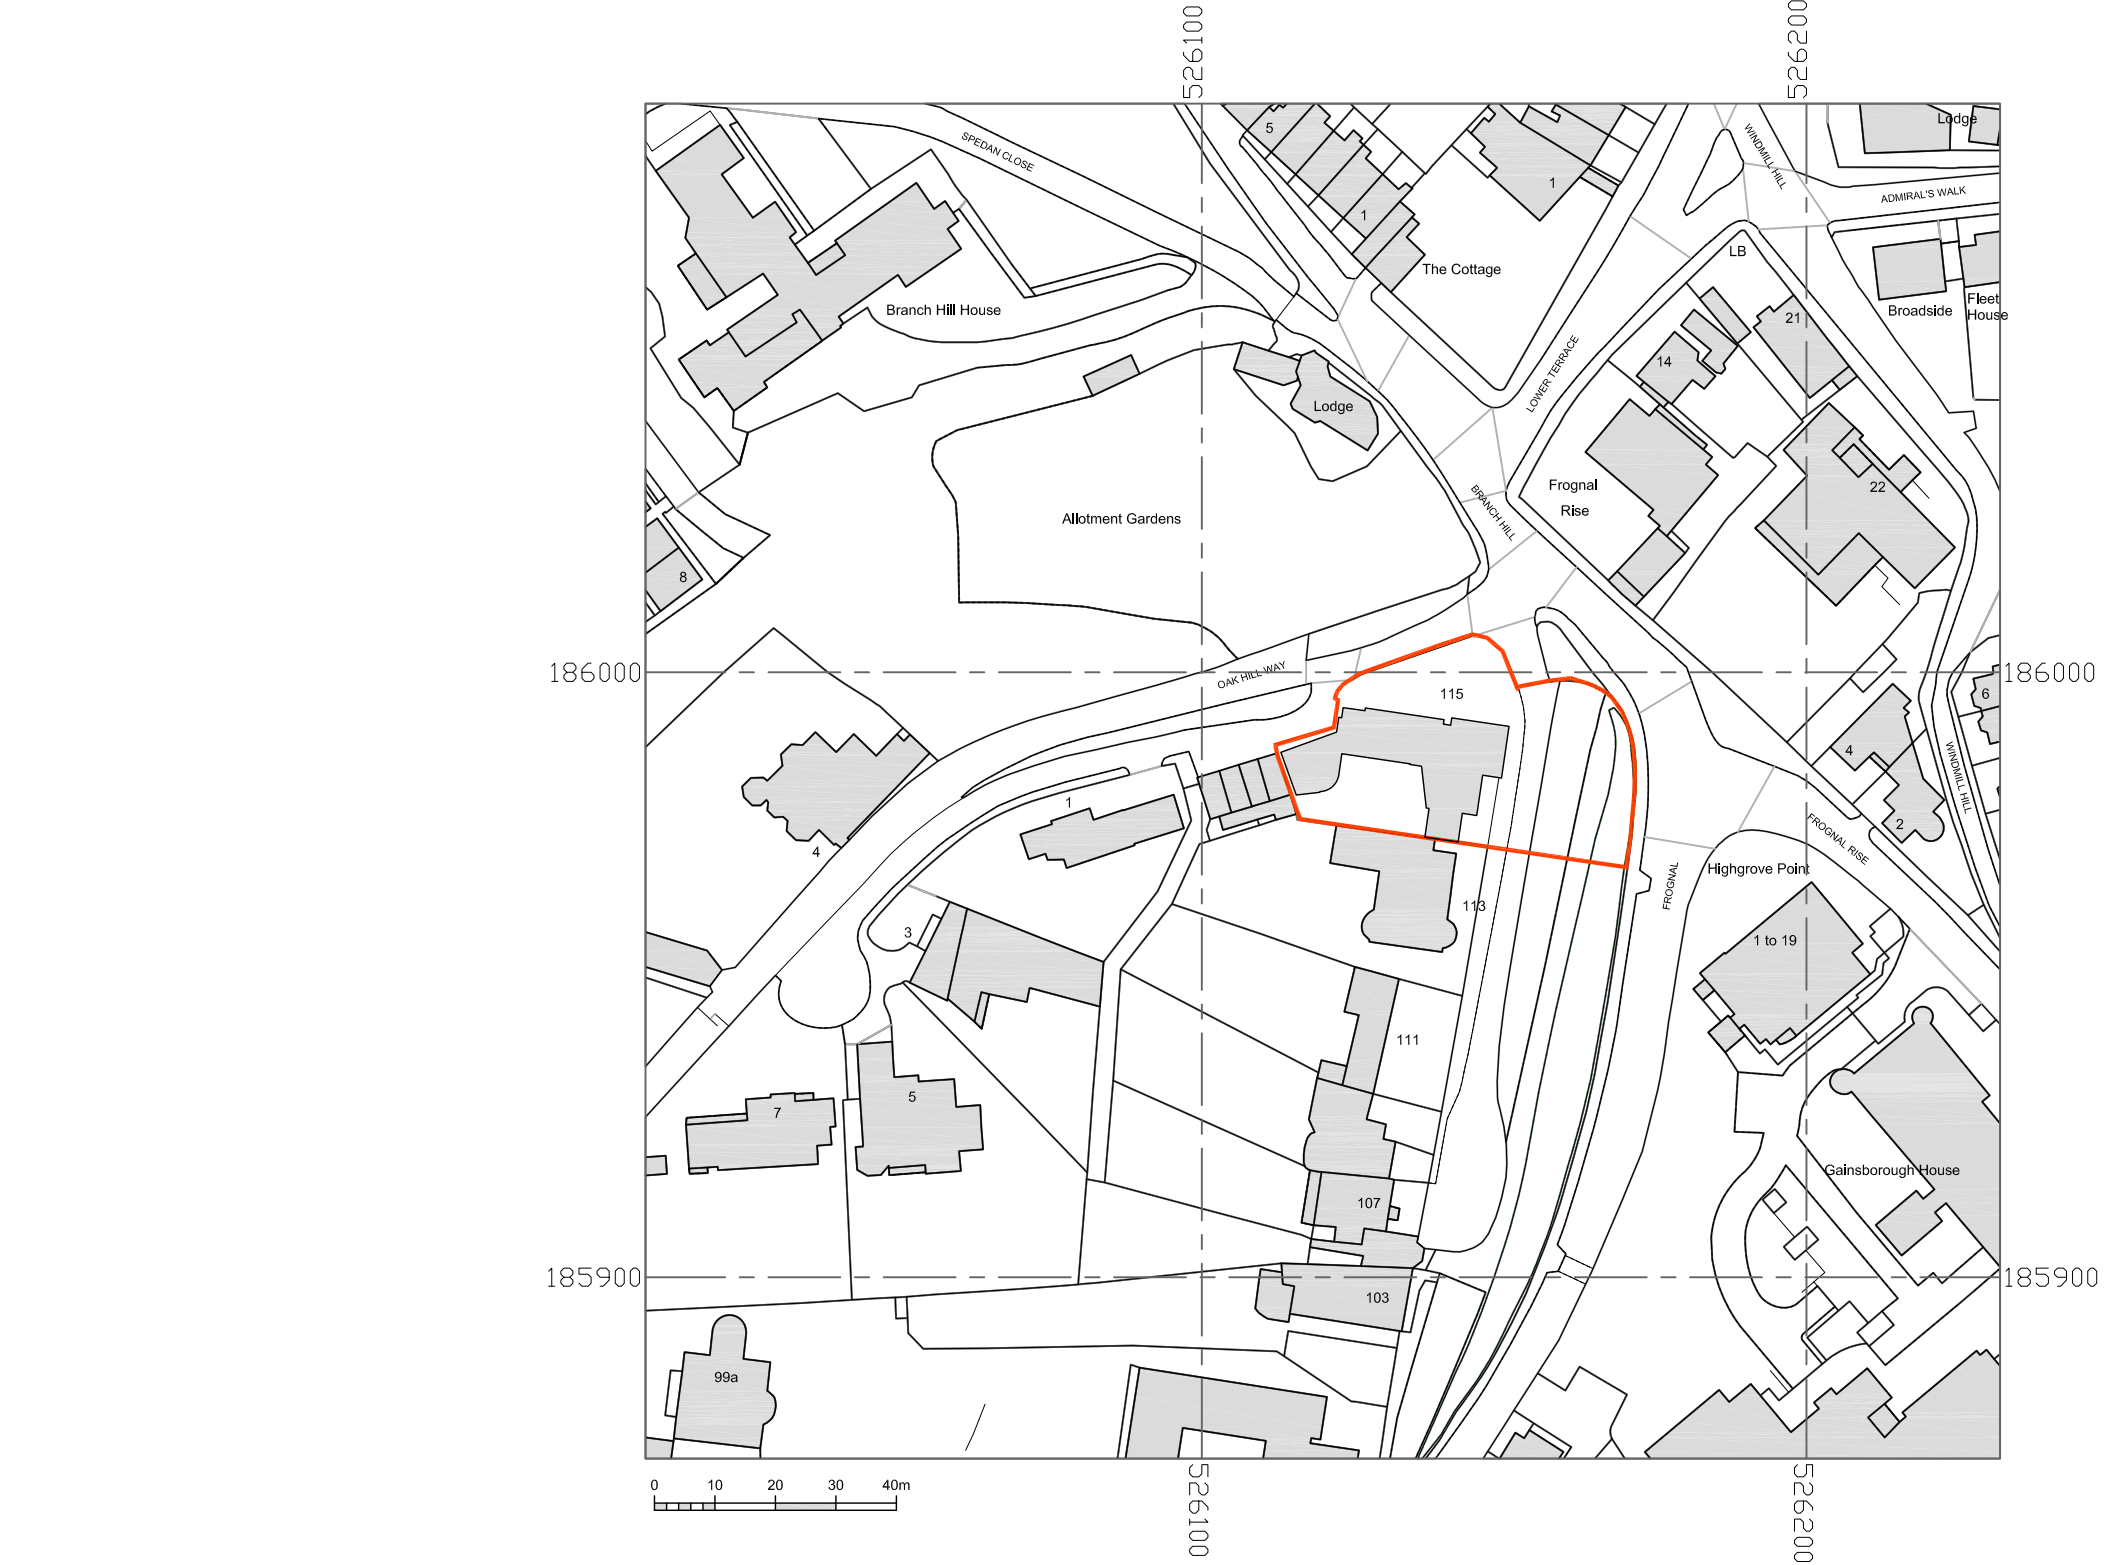 526100
526200
5
SPEDAN CLOSE
WINDMILL HILL
Lodge
1
1
ADMIRAL'S WALK
LB
The Cottage
Branch Hill House
Broadside
Fleet
House
21
14
LOWER TERRACE
Lodge
Frognal
Rise
22
BRANCH HILL
Allotment Gardens
8
186000
OAK HILL WAY
186000
115
6
4
WINDMILL HILL
1
2
4
FROGNAL RISE
Highgrove Point
FROGNAL
113
3
1 to 19
111
5
7
Gainsborough House
107
185900
185900
103
99a
0 10 20 30 40m
526100
526200